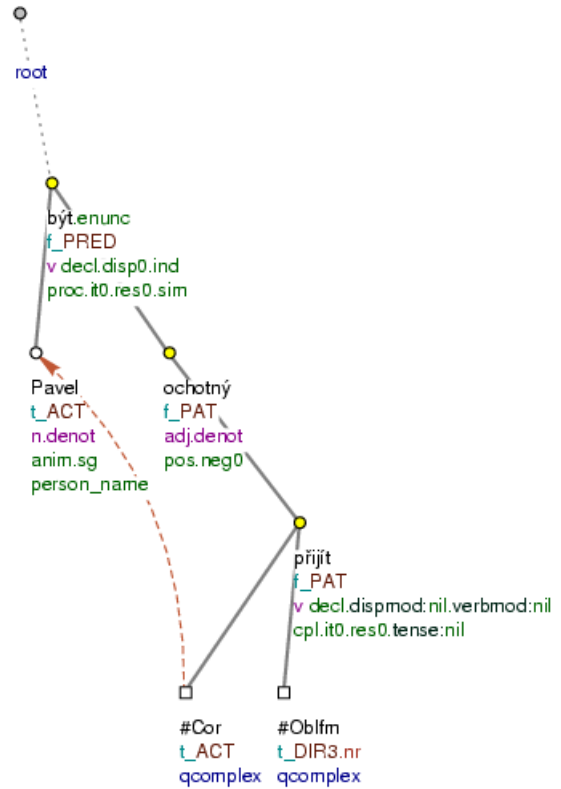 root
být.enunc
f_PRED
v decl.disp0.ind
proc.it0.res0.sim
Pavel
t_ACT
n.denot
anim.sg
person_name
ochotný
f_PAT
adj.denot
pos.neg0
přijít
f_PAT
v decl.dispmod:nil.verbmod:nil
cpl.it0.res0.tense:nil
#Cor
t_ACT
qcomplex
#Oblfm
t_DIR3.nr
qcomplex